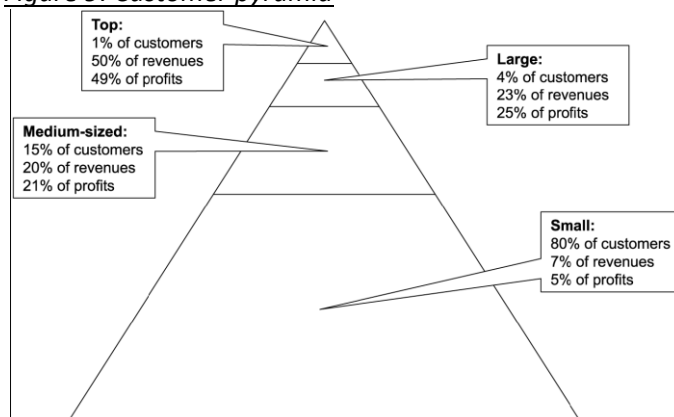 Figure 3: Customer pyramid
Top:
1% of customers
50% of revenues
49% of profits
Large:
4% of customers
23% of revenues
25% of profits
Medium-sized:
15% of customers
20% of revenues
21% of profits
Small:
80% of customers
7% of revenues
5% of profits